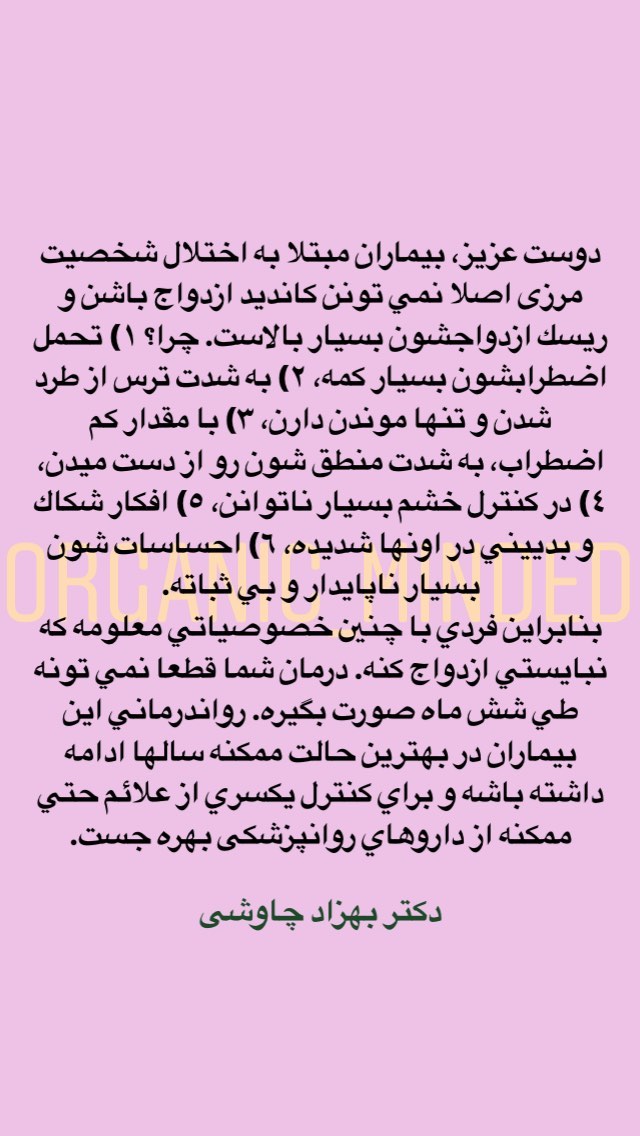 دوست عزیز، بیماران مبتلا به اختلال شخصیت
مرزی اصلا نمي تونن کاندید ازدواج باشن و
ریسك ازدواجشون بسیار بالاست. چرا؟ ۱) تحمل
اضطرابشون بسیار کمه، ۲) به شدت ترس از طرد
شدن و تنها موندن دارن، ۳) با مقدار کم
اضطراب، به شدت منطق شون رو از دست میدن،
٤) در کنترل خشم بسیار ناتوانن، ٥) افکار شکاك
و بدبیني در اونها شدیده، ٦) احساسات شون
بسیار ناپایدار و بي ثباته.
ORGANIC_MINDED
بنابراین فردي با چنین خصوصیاتي معلومه که
نبایستي ازدواج کنه. درمان شما قطعا نمي تونه
طي شش ماه صورت بگیره. رواندرماني این
بیماران در بهترین حالت ممکنه سالها ادامه
داشته باشه و براي کنترل یکسري از علائم حتي
ممکنه از داروهاي روانپزشکی بهره جست.
دکتر بهزاد چاوشی